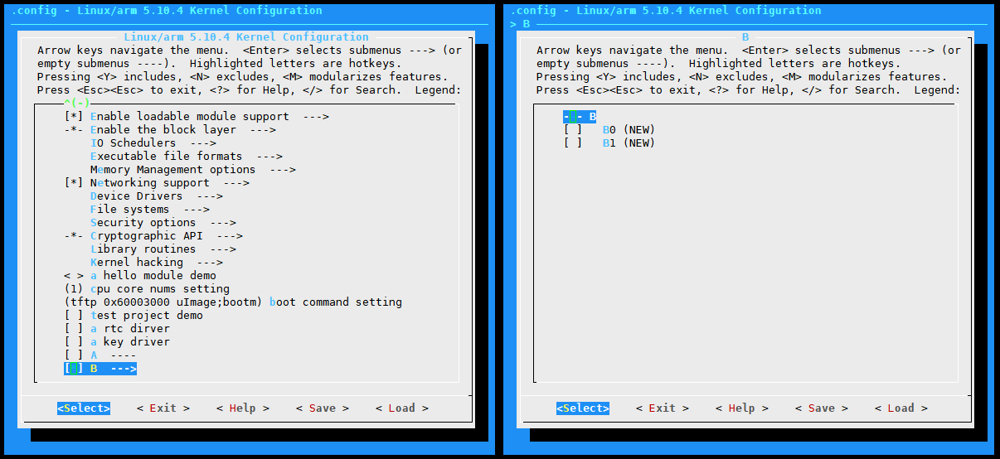 .config - Linux/arm 5.10.4 Kernel Configuration
Linux/arm 5.10.4 Kernel Configuration
Arrow keys navigate the menu.  <Enter> selects submenus ---> (or
empty submenus ----).  Highlighted letters are hotkeys.
Pressing <Y> includes, <N> excludes, <M> modularizes features.
Press <Esc><Esc> to exit, <?> for Help, </> for Search.  Legend:
^(-)
[*] Enable loadable module support  --->
-*- Enable the block layer  --->
IO Schedulers  --->
Executable file formats  --->
Memory Management options  --->
[*] Networking support  --->
Device Drivers  --->
File systems  --->
Security options  --->
-*- Cryptographic API  --->
Library routines  --->
Kernel hacking  --->
< > a hello module demo
(1) cpu core nums setting
(tftp 0x60003000 uImage;bootm) boot command setting
[ ] test project demo
[ ] a rtc dirver
[ ] a key driver
[ ] A  ----
[*] B  --->
<Select>    < Exit >    < Help >    < Save >    < Load >
.config - Linux/arm 5.10.4 Kernel Configuration
> B
B
Arrow keys navigate the menu.  <Enter> selects submenus ---> (or
empty submenus ----).  Highlighted letters are hotkeys.
Pressing <Y> includes, <N> excludes, <M> modularizes features.
Press <Esc><Esc> to exit, <?> for Help, </> for Search.  Legend:
--- B
[ ]   B0 (NEW)
[ ]   B1 (NEW)
<Select>    < Exit >    < Help >    < Save >    < Load >